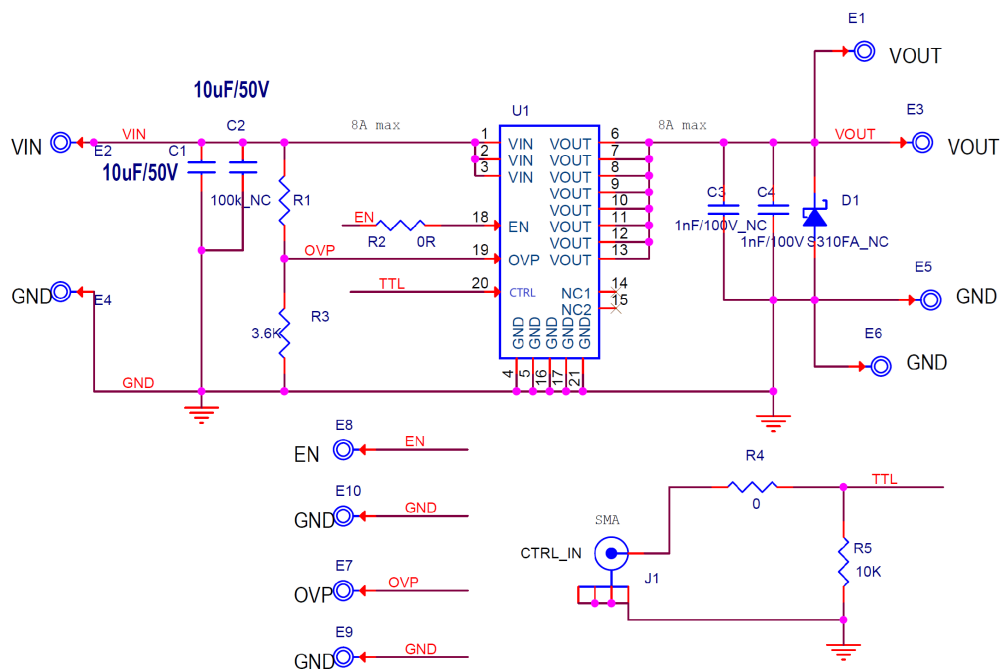 E1
VOUT
10uF/50V
U1
E3
8A max
8A max
VIN
VIN
E2
C1
C2
1
VIN
VOUT
6
VOUT
VOUT
2
VIN
VOUT
7
10uF/50V
3
VIN
VOUT
8
100k_NC
R1
VOUT
9
C3
C4
D1
VOUT
10
EN
18
EN
VOUT
11
1nF/100V_NC
R2
0R
VOUT
12
1nF/100V
S310FA_NC
OVP
19
OVP
VOUT
13
E5
GND
E4
TTL
20
CTRL
NC1
14
GND
NC2
15
R3
3.6K
GND
GND
GND
GND
GND
E6
GND
GND
4
5
16
17
21
E8
EN
EN
R4
0
TTL
E10
GND
GND
SMA
CTRL_IN
J1
R5
10K
E7
OVP
OVP
E9
GND
GND